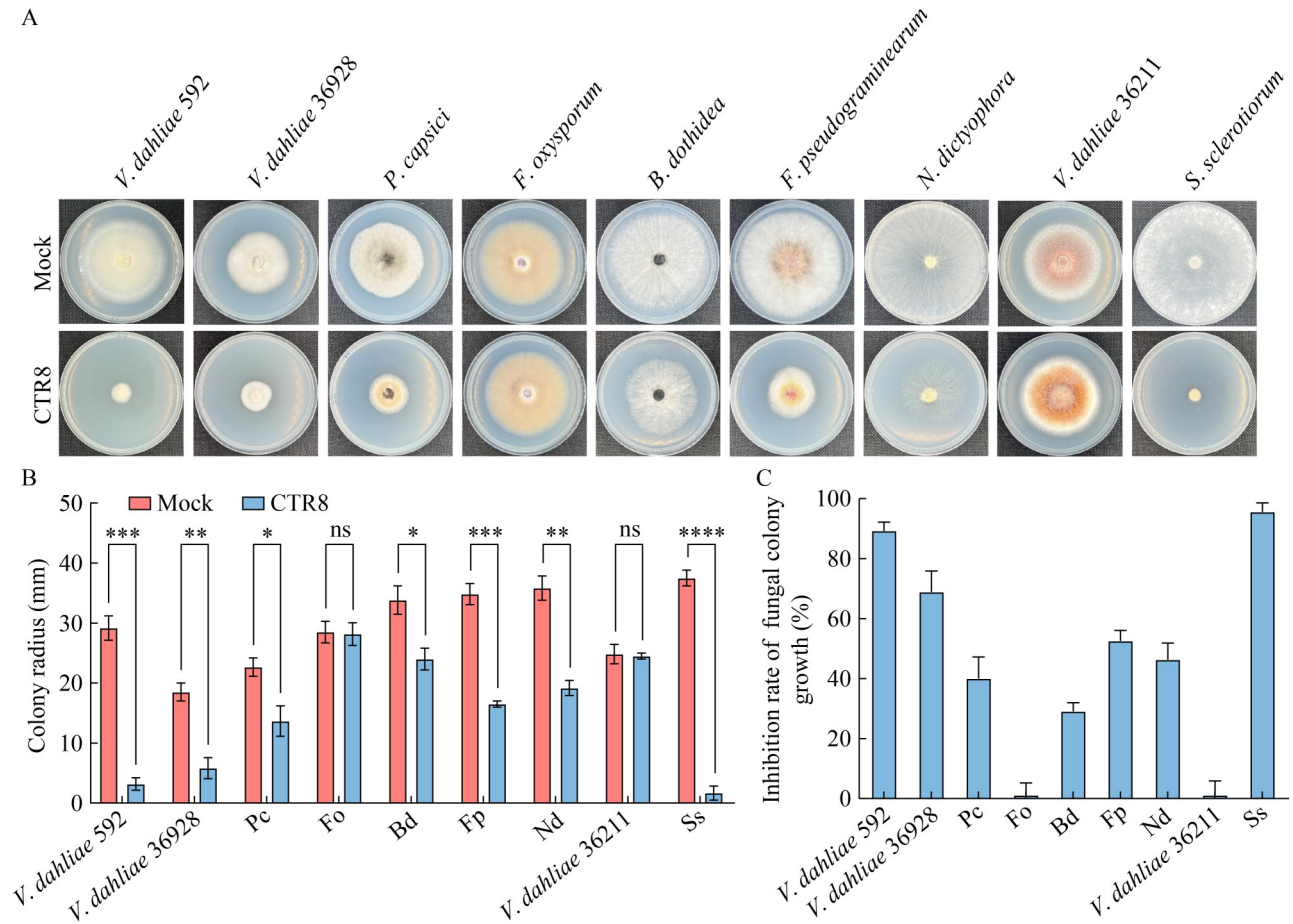 A
V. dahliae 592
V. dahliae 36928
P. capsici
F. oxysporum
B. dothidea
F. pseudograminearum
N. dictyophora
V. dahliae 36211
S. sclerotiorum
Mock
CTR8
B
Mock
CTR8
Colony radius (mm)
50
40
30
20
10
0
***
**
*
ns
*
***
**
ns
****
V. dahliae 592
V. dahliae 36928
Pc
Fo
Bd
Fp
Nd
V. dahliae 36211
Ss
C
Inhibition rate of fungal colony
growth (%)
100
80
60
40
20
0
V. dahliae 592
V. dahliae 36928
Pc
Fo
Bd
Fp
Nd
V. dahliae 36211
Ss